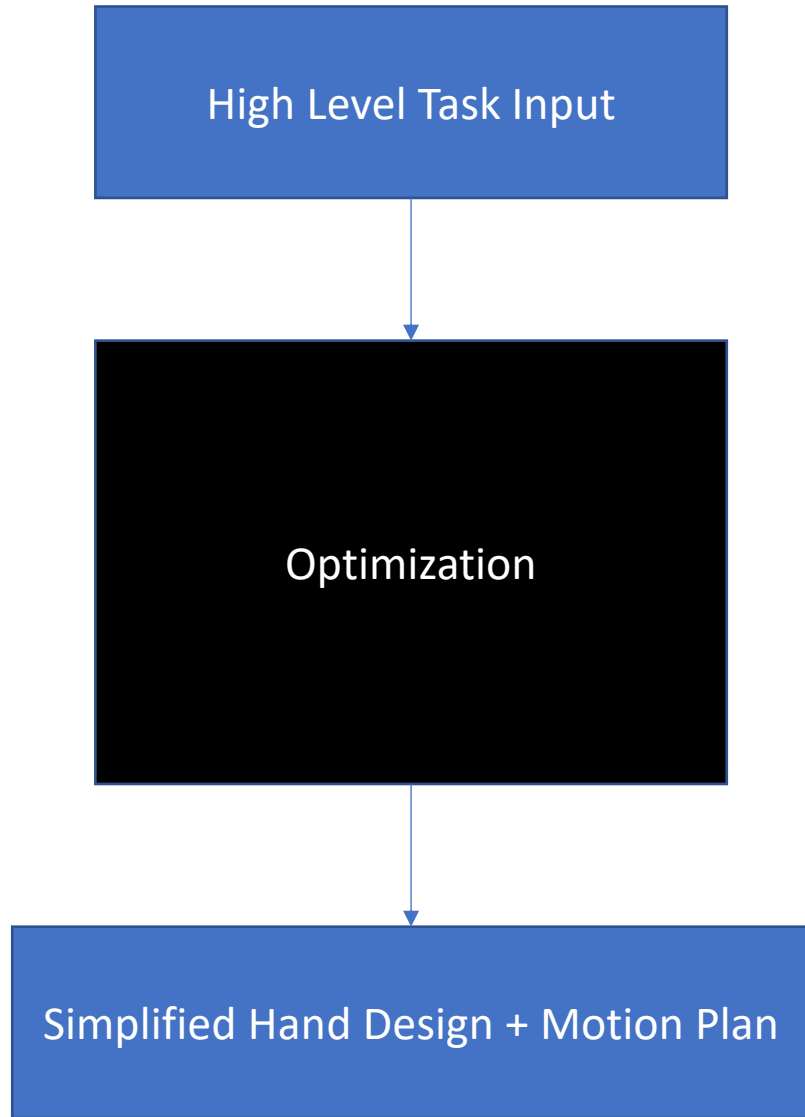 High Level Task Input
Optimization
Simplified Hand Design + Motion Plan